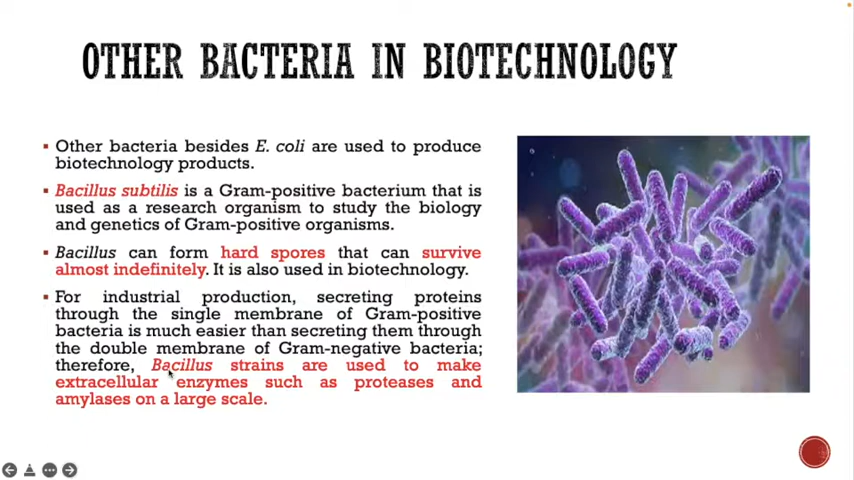 OTHER BACTERIA IN BIOTECHNOLOGY
Other bacteria besides E. coli are used to produce
biotechnology products.
Bacillus subtilis is a Gram-positive bacterium that is
used as a research organism to study the biology
and genetics of Gram-positive organisms.
Bacillus can form hard spores that can survive
almost indefinitely. It is also used in biotechnology.
For industrial production, secreting proteins
through the single membrane of Gram-positive
bacteria is much easier than secreting them through
the double membrane of Gram-negative bacteria;
therefore, Bacillus strains are used to make
extracellular enzymes such as proteases and
amylases on a large scale.